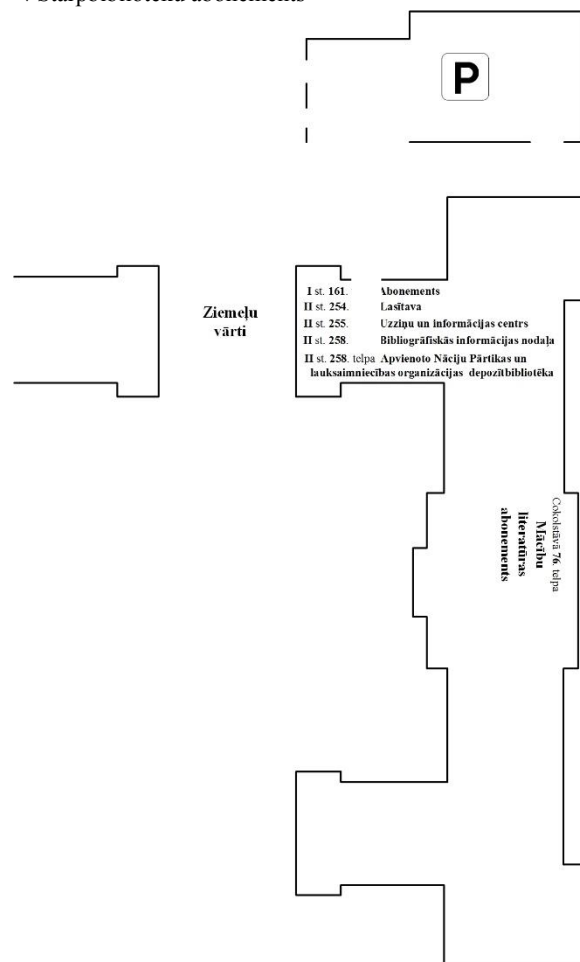 Starpbibliotēku abonements
P
Ziemeļu
vārti
I st. 161. Abonements
II st. 254. Lasītava
II st. 255. Uzziņu un informācijas centrs
II st. 258. Bibliogrāfiskās informācijas nodaļa
II st. 258. telpa Apvienoto Nāciju Pārtikas un
lauksaimniecības organizācijas depozītbibliotēka
Cokolstāvā 76. telpa
Mācību
literatūras
abonements